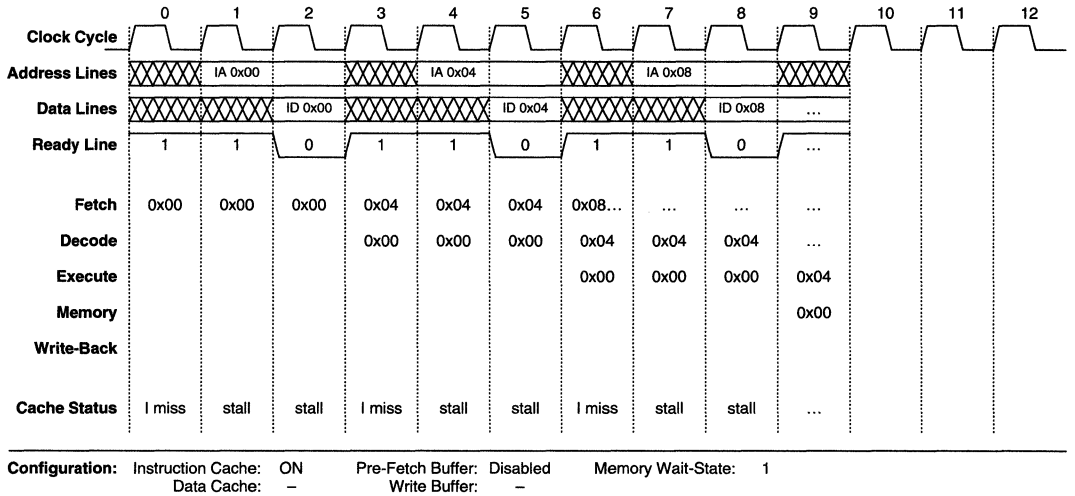 0 1 2 3 4 5 6 7 8 9 10 11 12
Clock Cycle
Address Lines IA 0x00 IA 0x04 IA 0x08
Data Lines ID 0x00 ID 0x04 ID 0x08 ...
Ready Line 1 1 0 1 1 0 1 1 0 ...
Fetch 0x00 0x00 0x00 0x04 0x04 0x04 0x08... ... ... ...
Decode 0x00 0x00 0x00 0x04 0x04 0x04 ...
Execute 0x00 0x00 0x00 0x04
Memory 0x00
Write-Back
Cache Status I miss stall stall I miss stall stall I miss stall stall ...
Configuration: Instruction Cache: ON Pre-Fetch Buffer: Disabled Memory Wait-State: 1
Data Cache: – Write Buffer: –